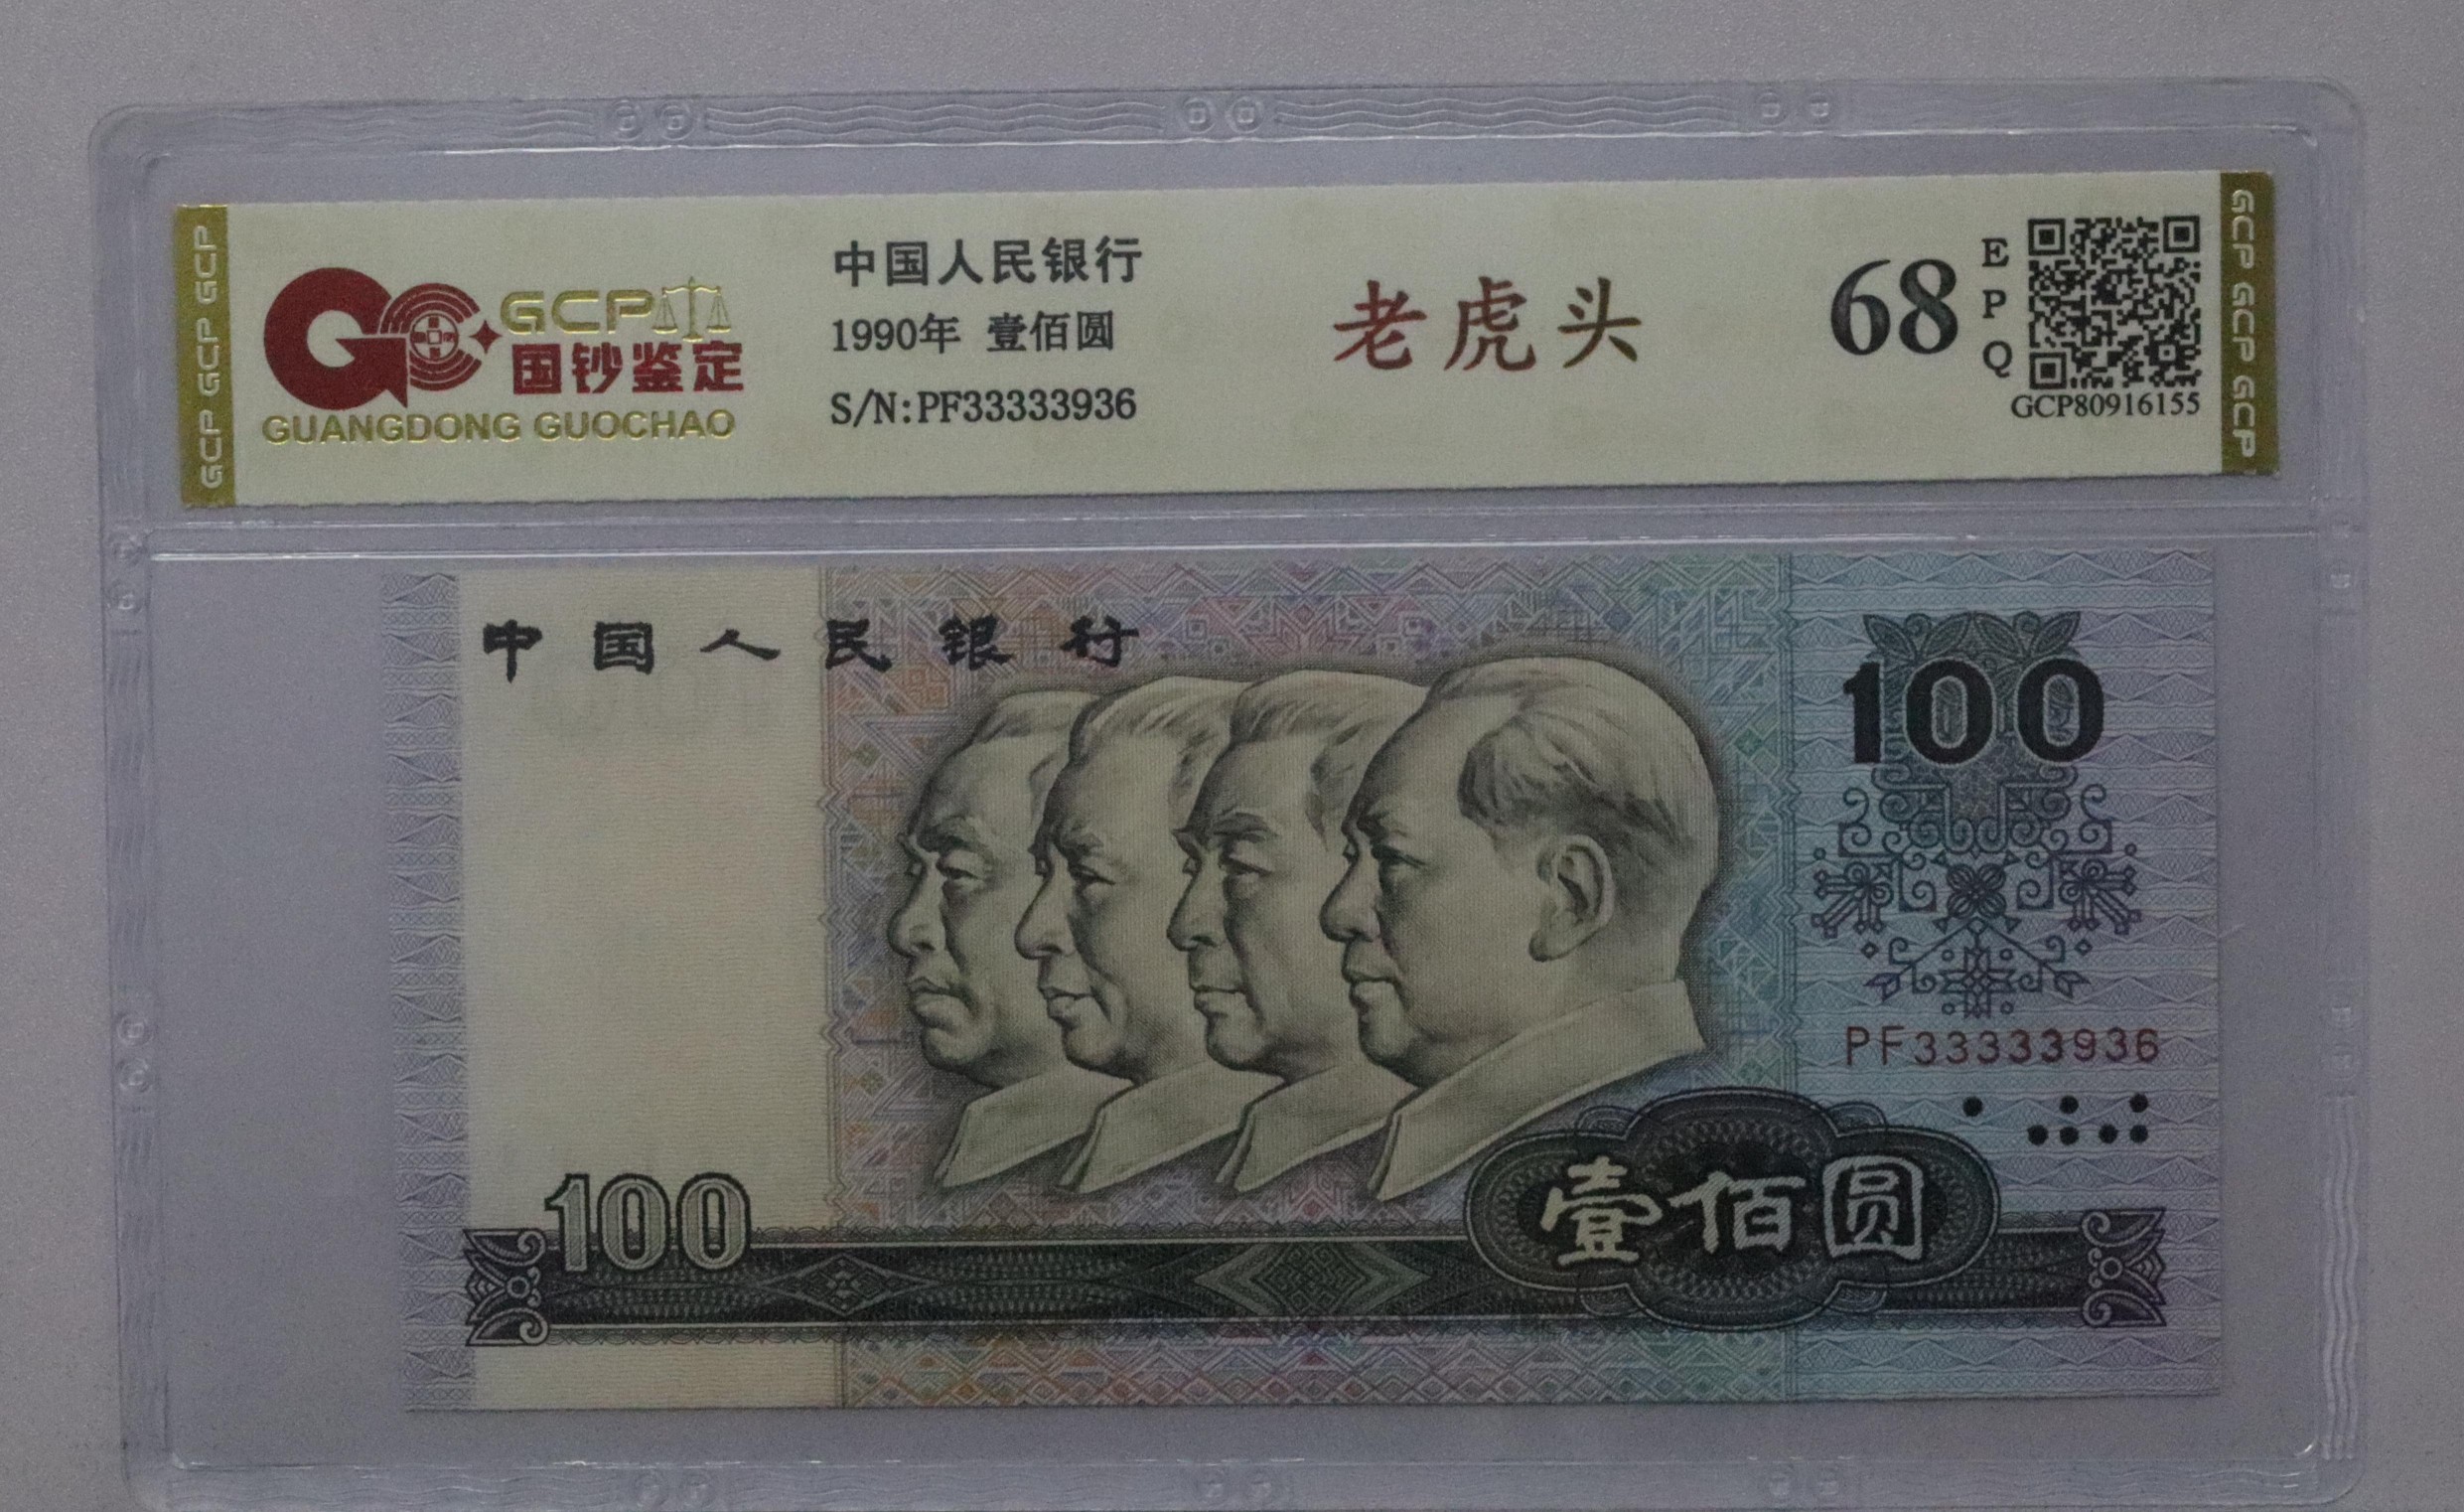 GCP GCP GCP
GCP
国钞鉴定
GUANGDONG GUOCHAO
中国人民银行
1990年 壹佰圆
S/N:PF33333936
老虎头
68
EPQ
GCP80916155
GCP GCP GCP
中国人民银行
100
PF33333936
100
壹佰圆